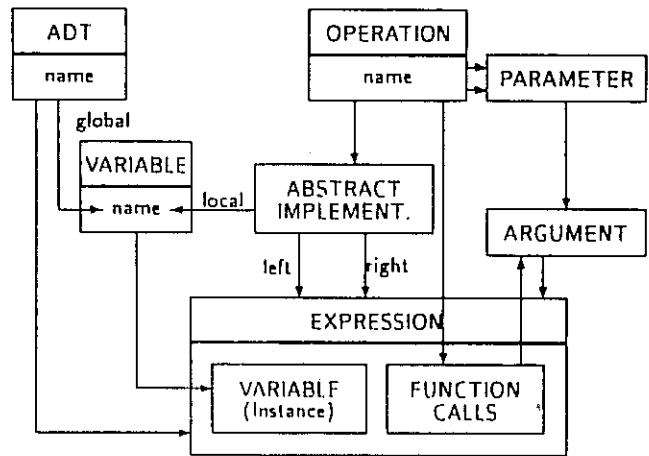 ADT
name
OPERATION
name
PARAMETER
global
VARIABLE
name
local
ABSTRACT
IMPLEMENT.
ARGUMENT
left
right
EXPRESSION
VARIABLE
(Instance)
FUNCTION
CALLS